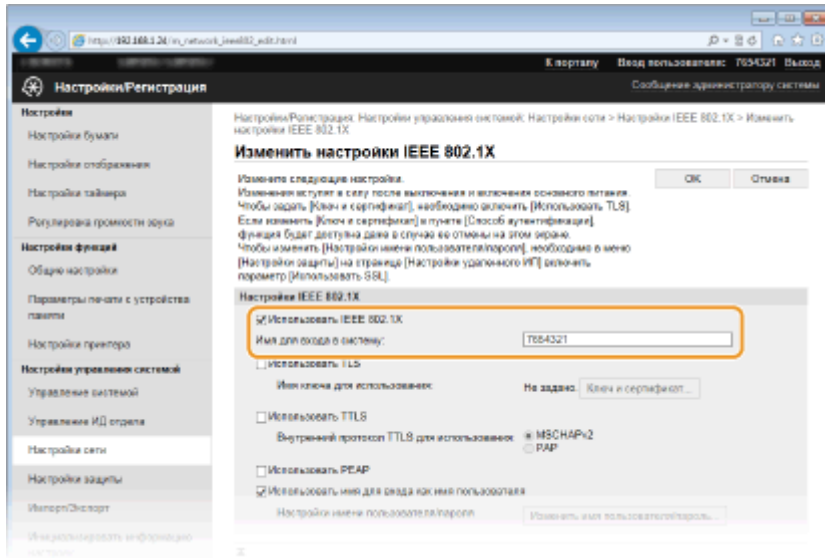 http://192.168.1.24/m_network_ieee802_edit.html
К порталу Вход пользователя: 7654321 Выход
Настройки/Регистрация
Сообщение администратору системы
Настройки
Настройки бумаги
Настройки отображения
Настройки таймера
Регулировка громкости звука
Настройки функций
Общие настройки
Параметры печати с устройства памяти
Настройки принтера
Настройки управления системой
Управление системой
Управление ИД отдела
Настройки сети
Настройки защиты
Импорт/Экспорт
Инициализировать информацию
Настройки/Регистрация: Настройки управления системой: Настройки сети > Настройки IEEE 802.1X > Изменить
настройки IEEE 802.1X
Изменить настройки IEEE 802.1X
Измените следующие настройки.
OK Отмена
Изменения вступят в силу после выключения и включения основного питания.
Чтобы задать [Ключ и сертификат], необходимо включить [Использовать TLS].
Если изменить [Ключ и сертификат] в пункте [Способ аутентификации],
функция будет доступна даже в случае ее отмены на этом экране.
Чтобы изменить [Настройки имени пользователя/пароля], необходимо в меню
[Настройки защиты] на странице [Настройки удаленного ИП] включить
параметр [Использовать SSL].
Настройки IEEE 802.1X
Использовать IEEE 802.1X
Имя для входа в систему: 7654321
Использовать TLS
Имя ключа для использования: Не задано. Ключ и сертификат...
Использовать TTLS
Внутренний протокол TTLS для использования: MSCHAPv2
PAP
Использовать PEAP
Использовать имя для входа как имя пользователя
Настройки имени пользователя/пароля Изменить имя пользователя/пароль...